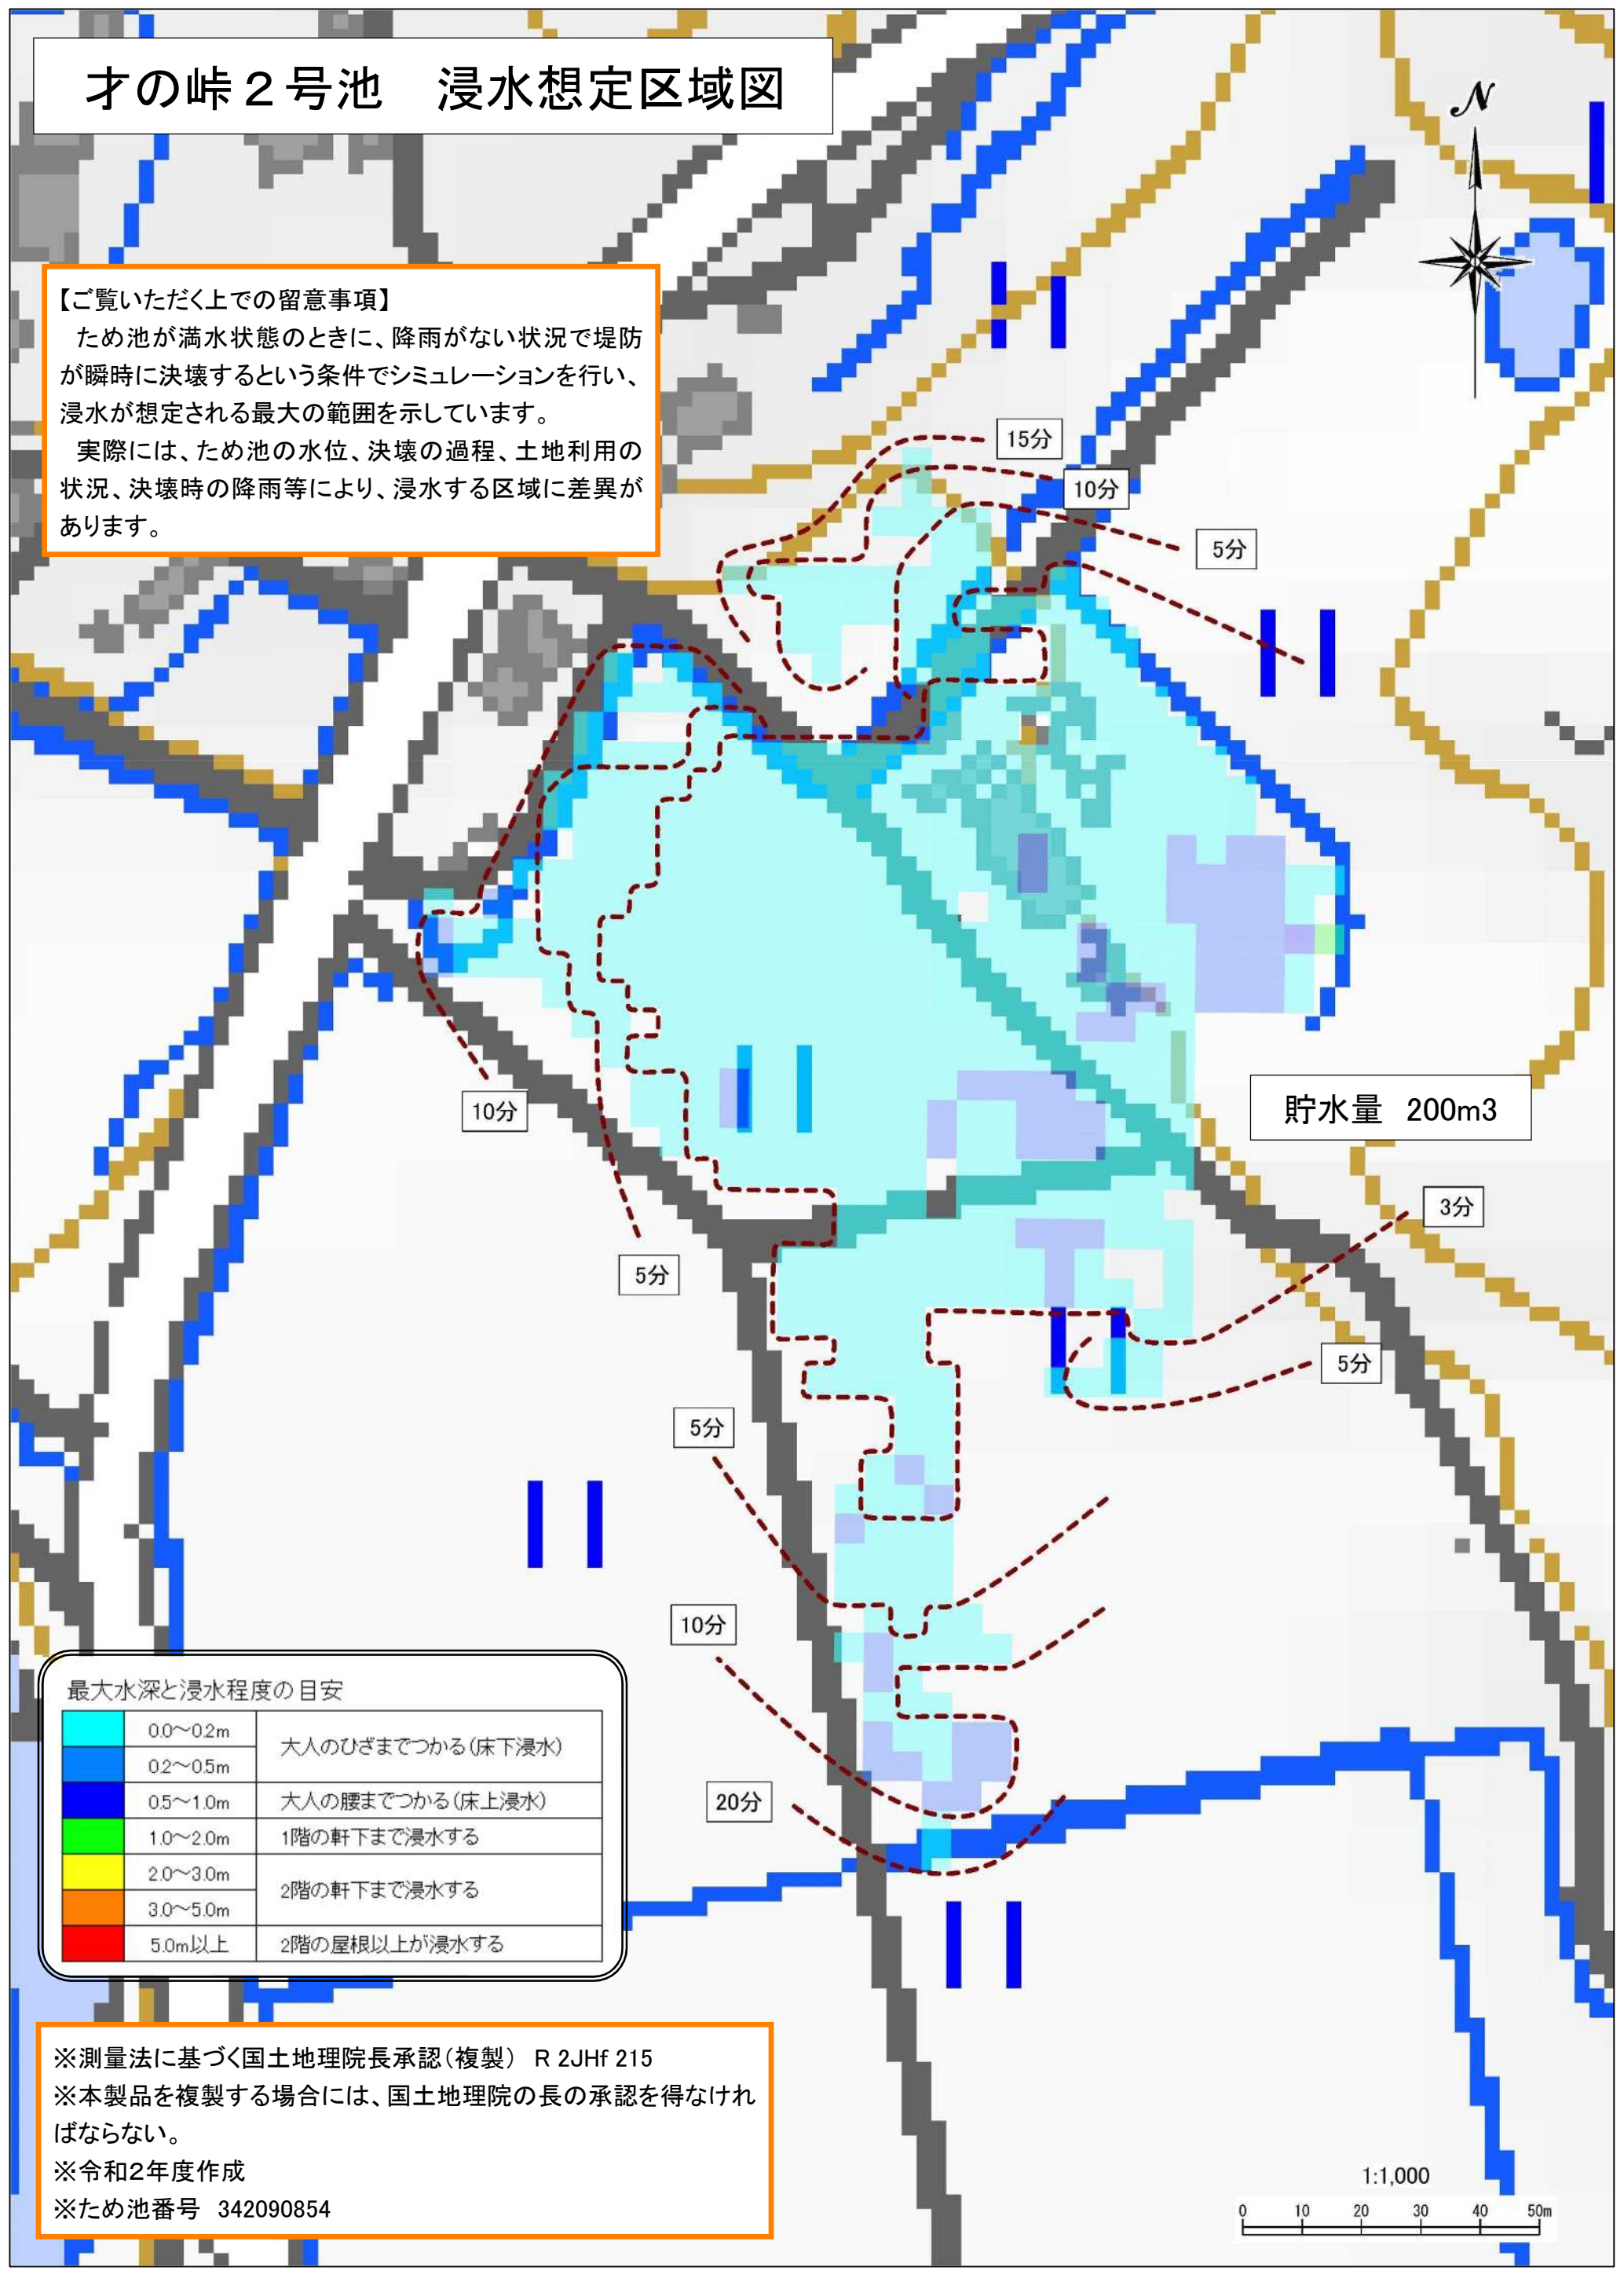 才の峠２号池　浸水想定区域図
N
【ご覧いただく上での留意事項】
　ため池が満水状態のときに、降雨がない状況で堤防
が瞬時に決壊するという条件でシミュレーションを行い、
浸水が想定される最大の範囲を示しています。
　実際には、ため池の水位、決壊の過程、土地利用の
状況、決壊時の降雨等により、浸水する区域に差異が
あります。
15分
10分
5分
貯水量　200m3
10分
3分
5分
5分
5分
10分
20分
最大水深と浸水程度の目安
0.0～0.2m
大人のひざまでつかる（床下浸水）
0.2～0.5m
0.5～1.0m　大人の腰までつかる（床上浸水）
1.0～2.0m　1階の軒下まで浸水する
2.0～3.0m
2階の軒下まで浸水する
3.0～5.0m
5.0m以上　2階の屋根以上が浸水する
※測量法に基づく国土地理院長承認（複製）　R 2JHf 215
※本製品を複製する場合には、国土地理院の長の承認を得なけれ
ばならない。
※令和２年度作成
※ため池番号　342090854
1:1,000
0 10 20 30 40 50m